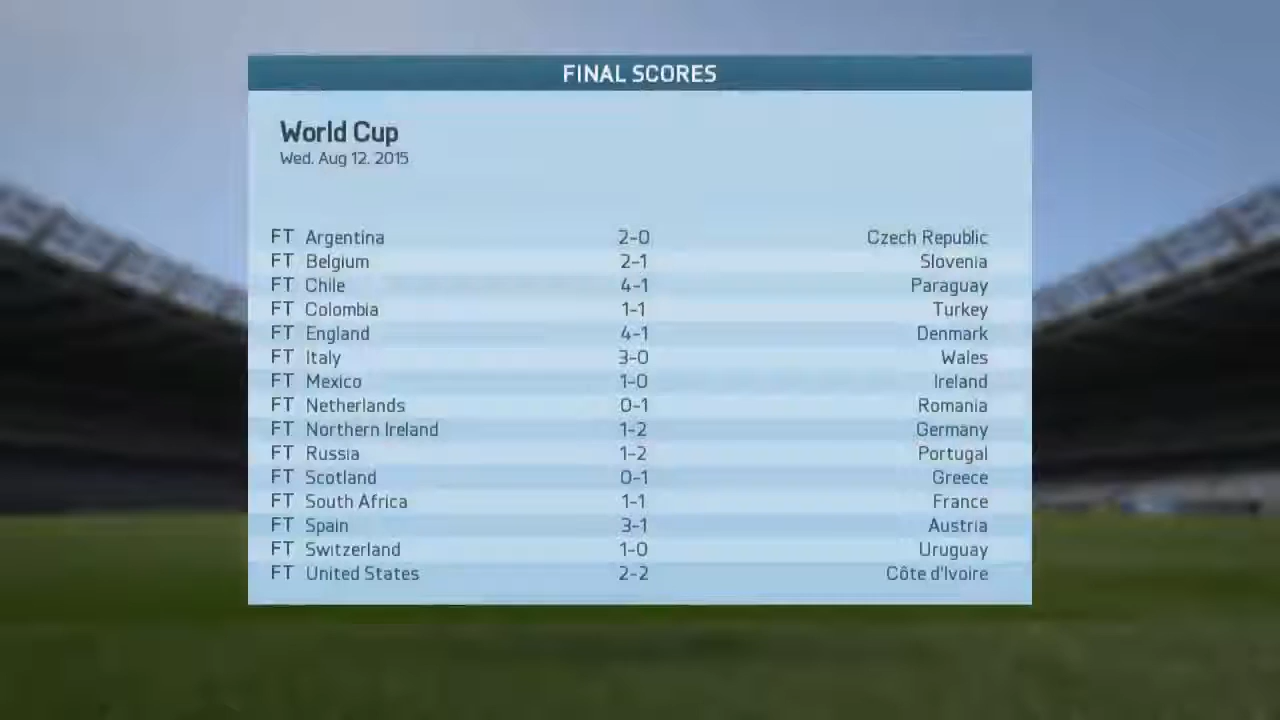 FINAL SCORES
World Cup
Wed. Aug 12. 2015
FT Argentina 2-0 Czech Republic
FT Belgium 2-1 Slovenia
FT Chile 4-1 Paraguay
FT Colombia 1-1 Turkey
FT England 4-1 Denmark
FT Italy 3-0 Wales
FT Mexico 1-0 Ireland
FT Netherlands 0-1 Romania
FT Northern Ireland 1-2 Germany
FT Russia 1-2 Portugal
FT Scotland 0-1 Greece
FT South Africa 1-1 France
FT Spain 3-1 Austria
FT Switzerland 1-0 Uruguay
FT United States 2-2 Côte d'Ivoire